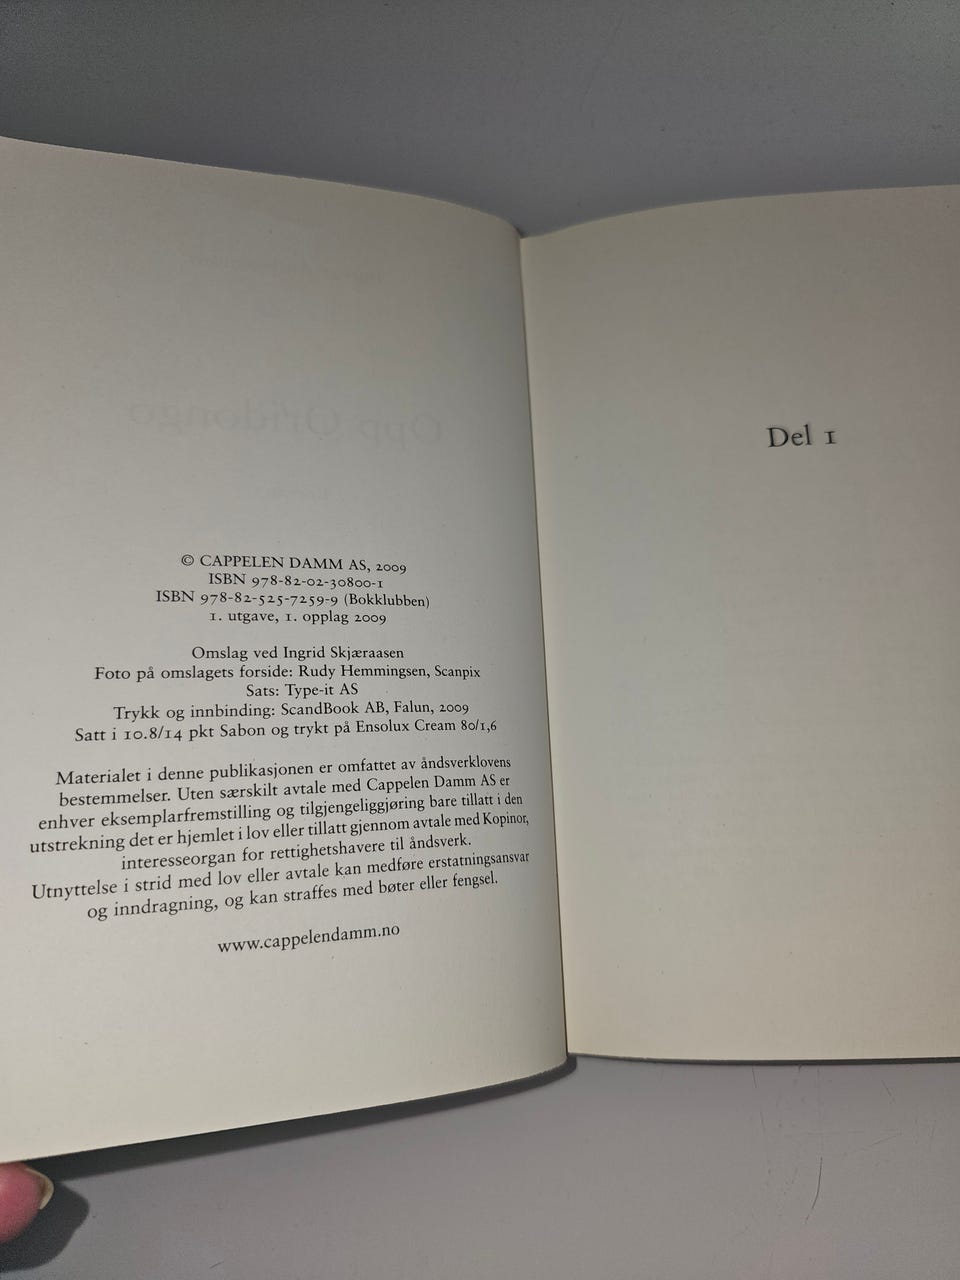 © CAPPELEN DAMM AS, 2009
ISBN 978-82-02-30800-1
ISBN 978-82-525-7259-9 (Bokklubben)
1. utgave, 1. opplag 2009
Omslag ved Ingrid Skjæraasen
Foto på omslagets forside: Rudy Hemmingsen, Scanpix
Sats: Type-it AS
Trykk og innbinding: ScandBook AB, Falun, 2009
Satt i 10.8/14 pkt Sabon og trykt på Ensolux Cream 80/1,6
Materialet i denne publikasjonen er omfattet av åndsverklovens
bestemmelser. Uten særskilt avtale med Cappelen Damm AS er
enhver eksemplarfremstilling og tilgjengeliggjøring bare tillatt i den
utstrekning det er hjemlet i lov eller tillatt gjennom avtale med Kopinor,
interesseorgan for rettighetshavere til åndsverk.
Utnyttelse i strid med lov eller avtale kan medføre erstatningsansvar
og inndragning, og kan straffes med bøter eller fengsel.
www.cappelendamm.no
Del 1